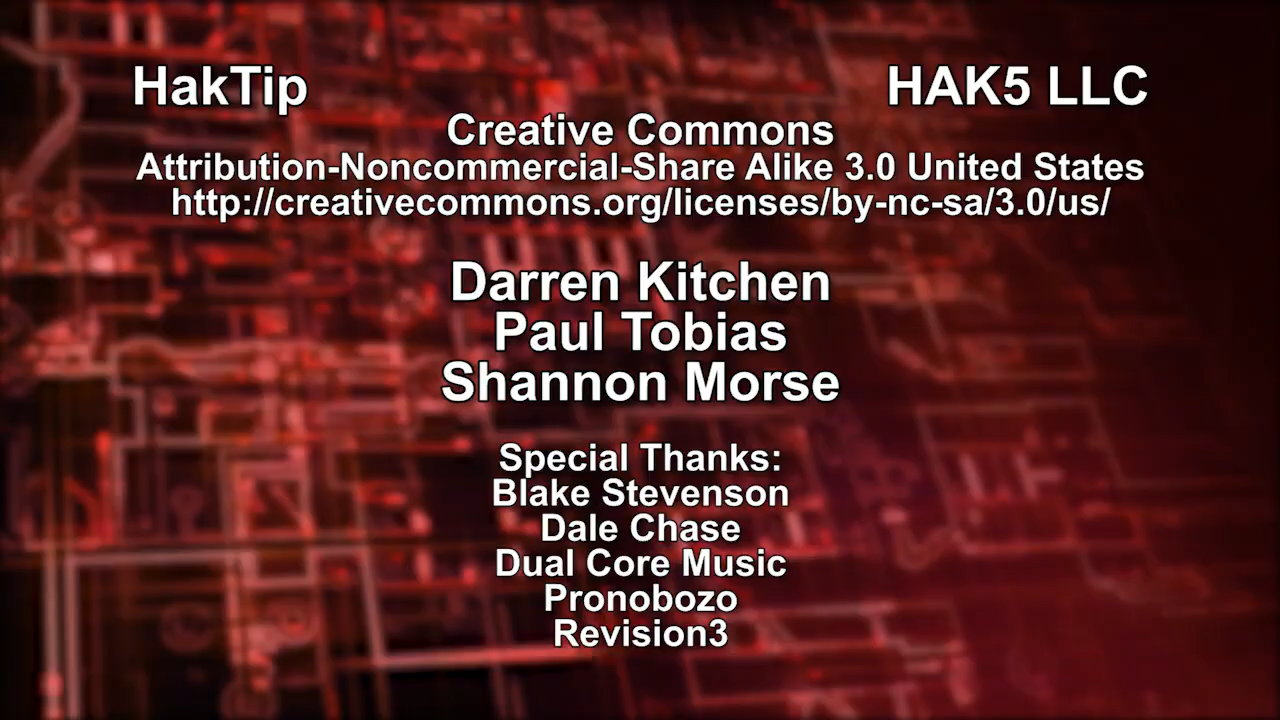 HakTip HAK5 LLC
Creative Commons
Attribution-Noncommercial-Share Alike 3.0 United States
http://creativecommons.org/licenses/by-nc-sa/3.0/us/
Darren Kitchen
Paul Tobias
Shannon Morse
Special Thanks:
Blake Stevenson
Dale Chase
Dual Core Music
Pronobozo
Revision3